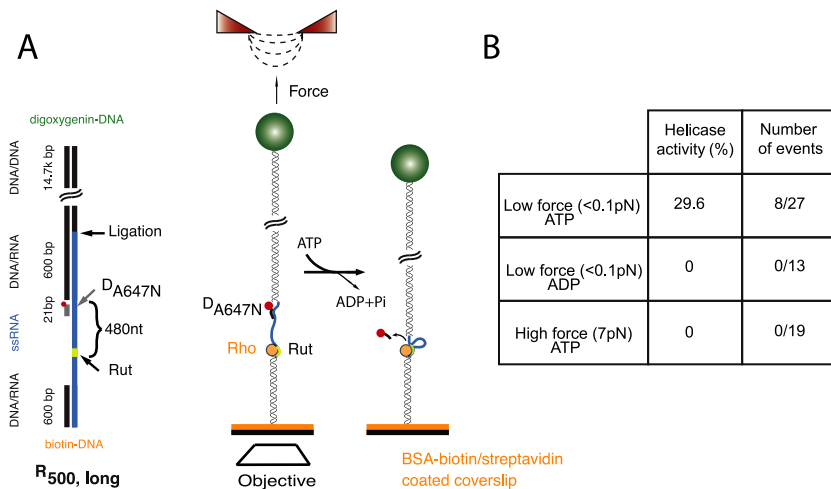 A
digoxygenin-DNA
DNA/DNA
14.7k bp
Ligation
DNA/RNA
600 bp
DA647N
21bp
ssRNA
480nt
Rut
DNA/RNA
600 bp
biotin-DNA
R500, long
Force
ATP
ADP+Pi
DA647N
Rho
Rut
Objective
BSA-biotin/streptavidin
coated coverslip
B
Helicase
activity (%)
Number
of events
Low force (<0.1pN)
ATP
29.6
8/27
Low force (<0.1pN)
ADP
0
0/13
High force (7pN)
ATP
0
0/19